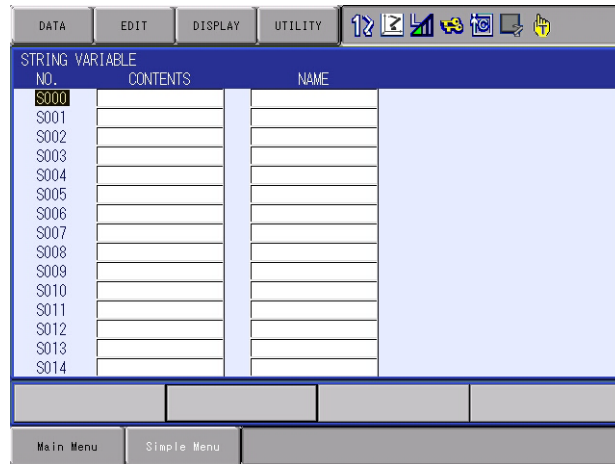 DATA EDIT DISPLAY UTILITY
STRING VARIABLE
NO. CONTENTS NAME
S000
S001
S002
S003
S004
S005
S006
S007
S008
S009
S010
S011
S012
S013
S014
Main Menu Simple Menu